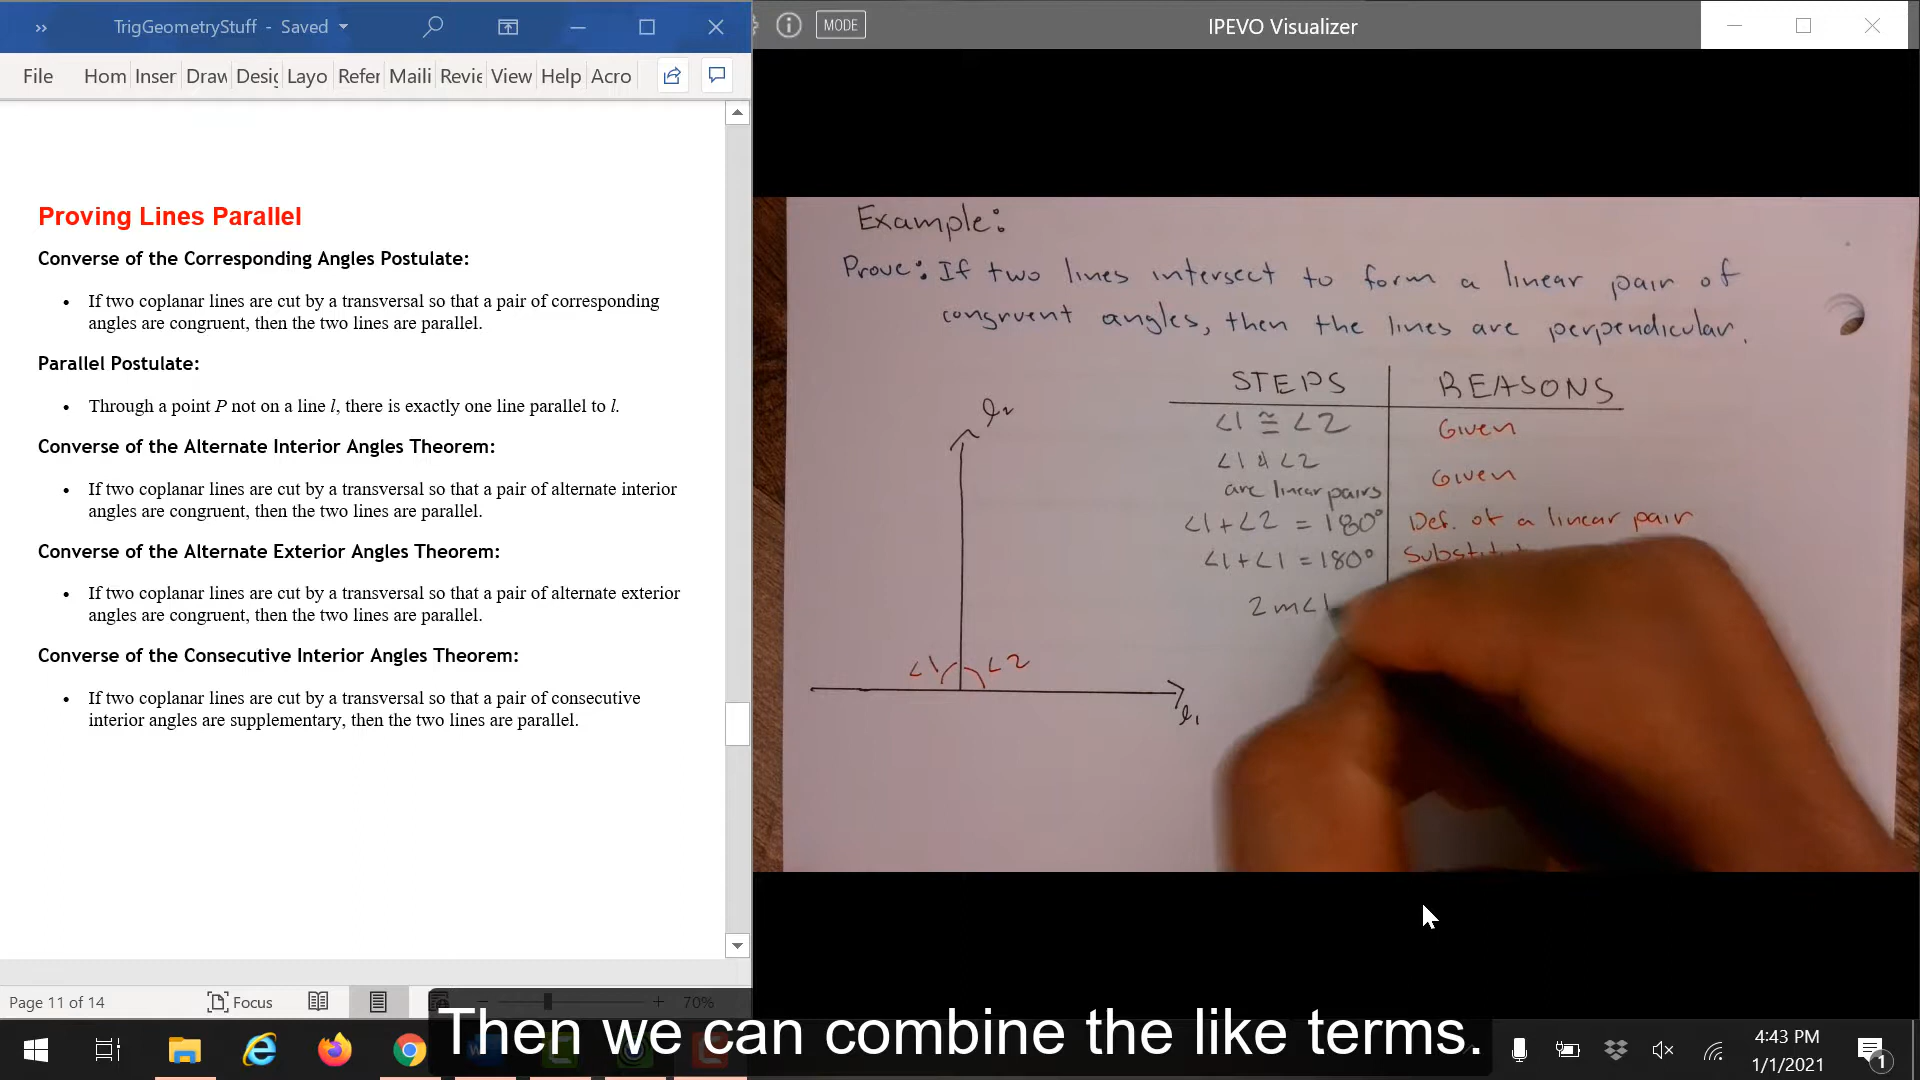 TrigGeometryStuff - Saved
MODE
IPEVO Visualizer
File Hom Inser Draw Desig Layo Refer Maili Revie View Help Acro
Proving Lines Parallel
Converse of the Corresponding Angles Postulate:
• If two coplanar lines are cut by a transversal so that a pair of corresponding
angles are congruent, then the two lines are parallel.
Parallel Postulate:
• Through a point P not on a line l, there is exactly one line parallel to l.
Converse of the Alternate Interior Angles Theorem:
• If two coplanar lines are cut by a transversal so that a pair of alternate interior
angles are congruent, then the two lines are parallel.
Converse of the Alternate Exterior Angles Theorem:
• If two coplanar lines are cut by a transversal so that a pair of alternate exterior
angles are congruent, then the two lines are parallel.
Converse of the Consecutive Interior Angles Theorem:
• If two coplanar lines are cut by a transversal so that a pair of consecutive
interior angles are supplementary, then the two lines are parallel.
Example:
Prove: If two lines intersect to form a linear pair of
congruent angles, then the lines are perpendicular.
STEPS REASONS
∠1 ≅ ∠2 Given
∠1 & ∠2
are linear pairs Given
∠1 + ∠2 = 180° Def. of a linear pair
∠1 + ∠1 = 180° Substitut
2m∠1
l₂
∠1 ∠2
l₁
Page 11 of 14 Focus 70%
Then we can combine the like terms.
4:43 PM
1/1/2021
1